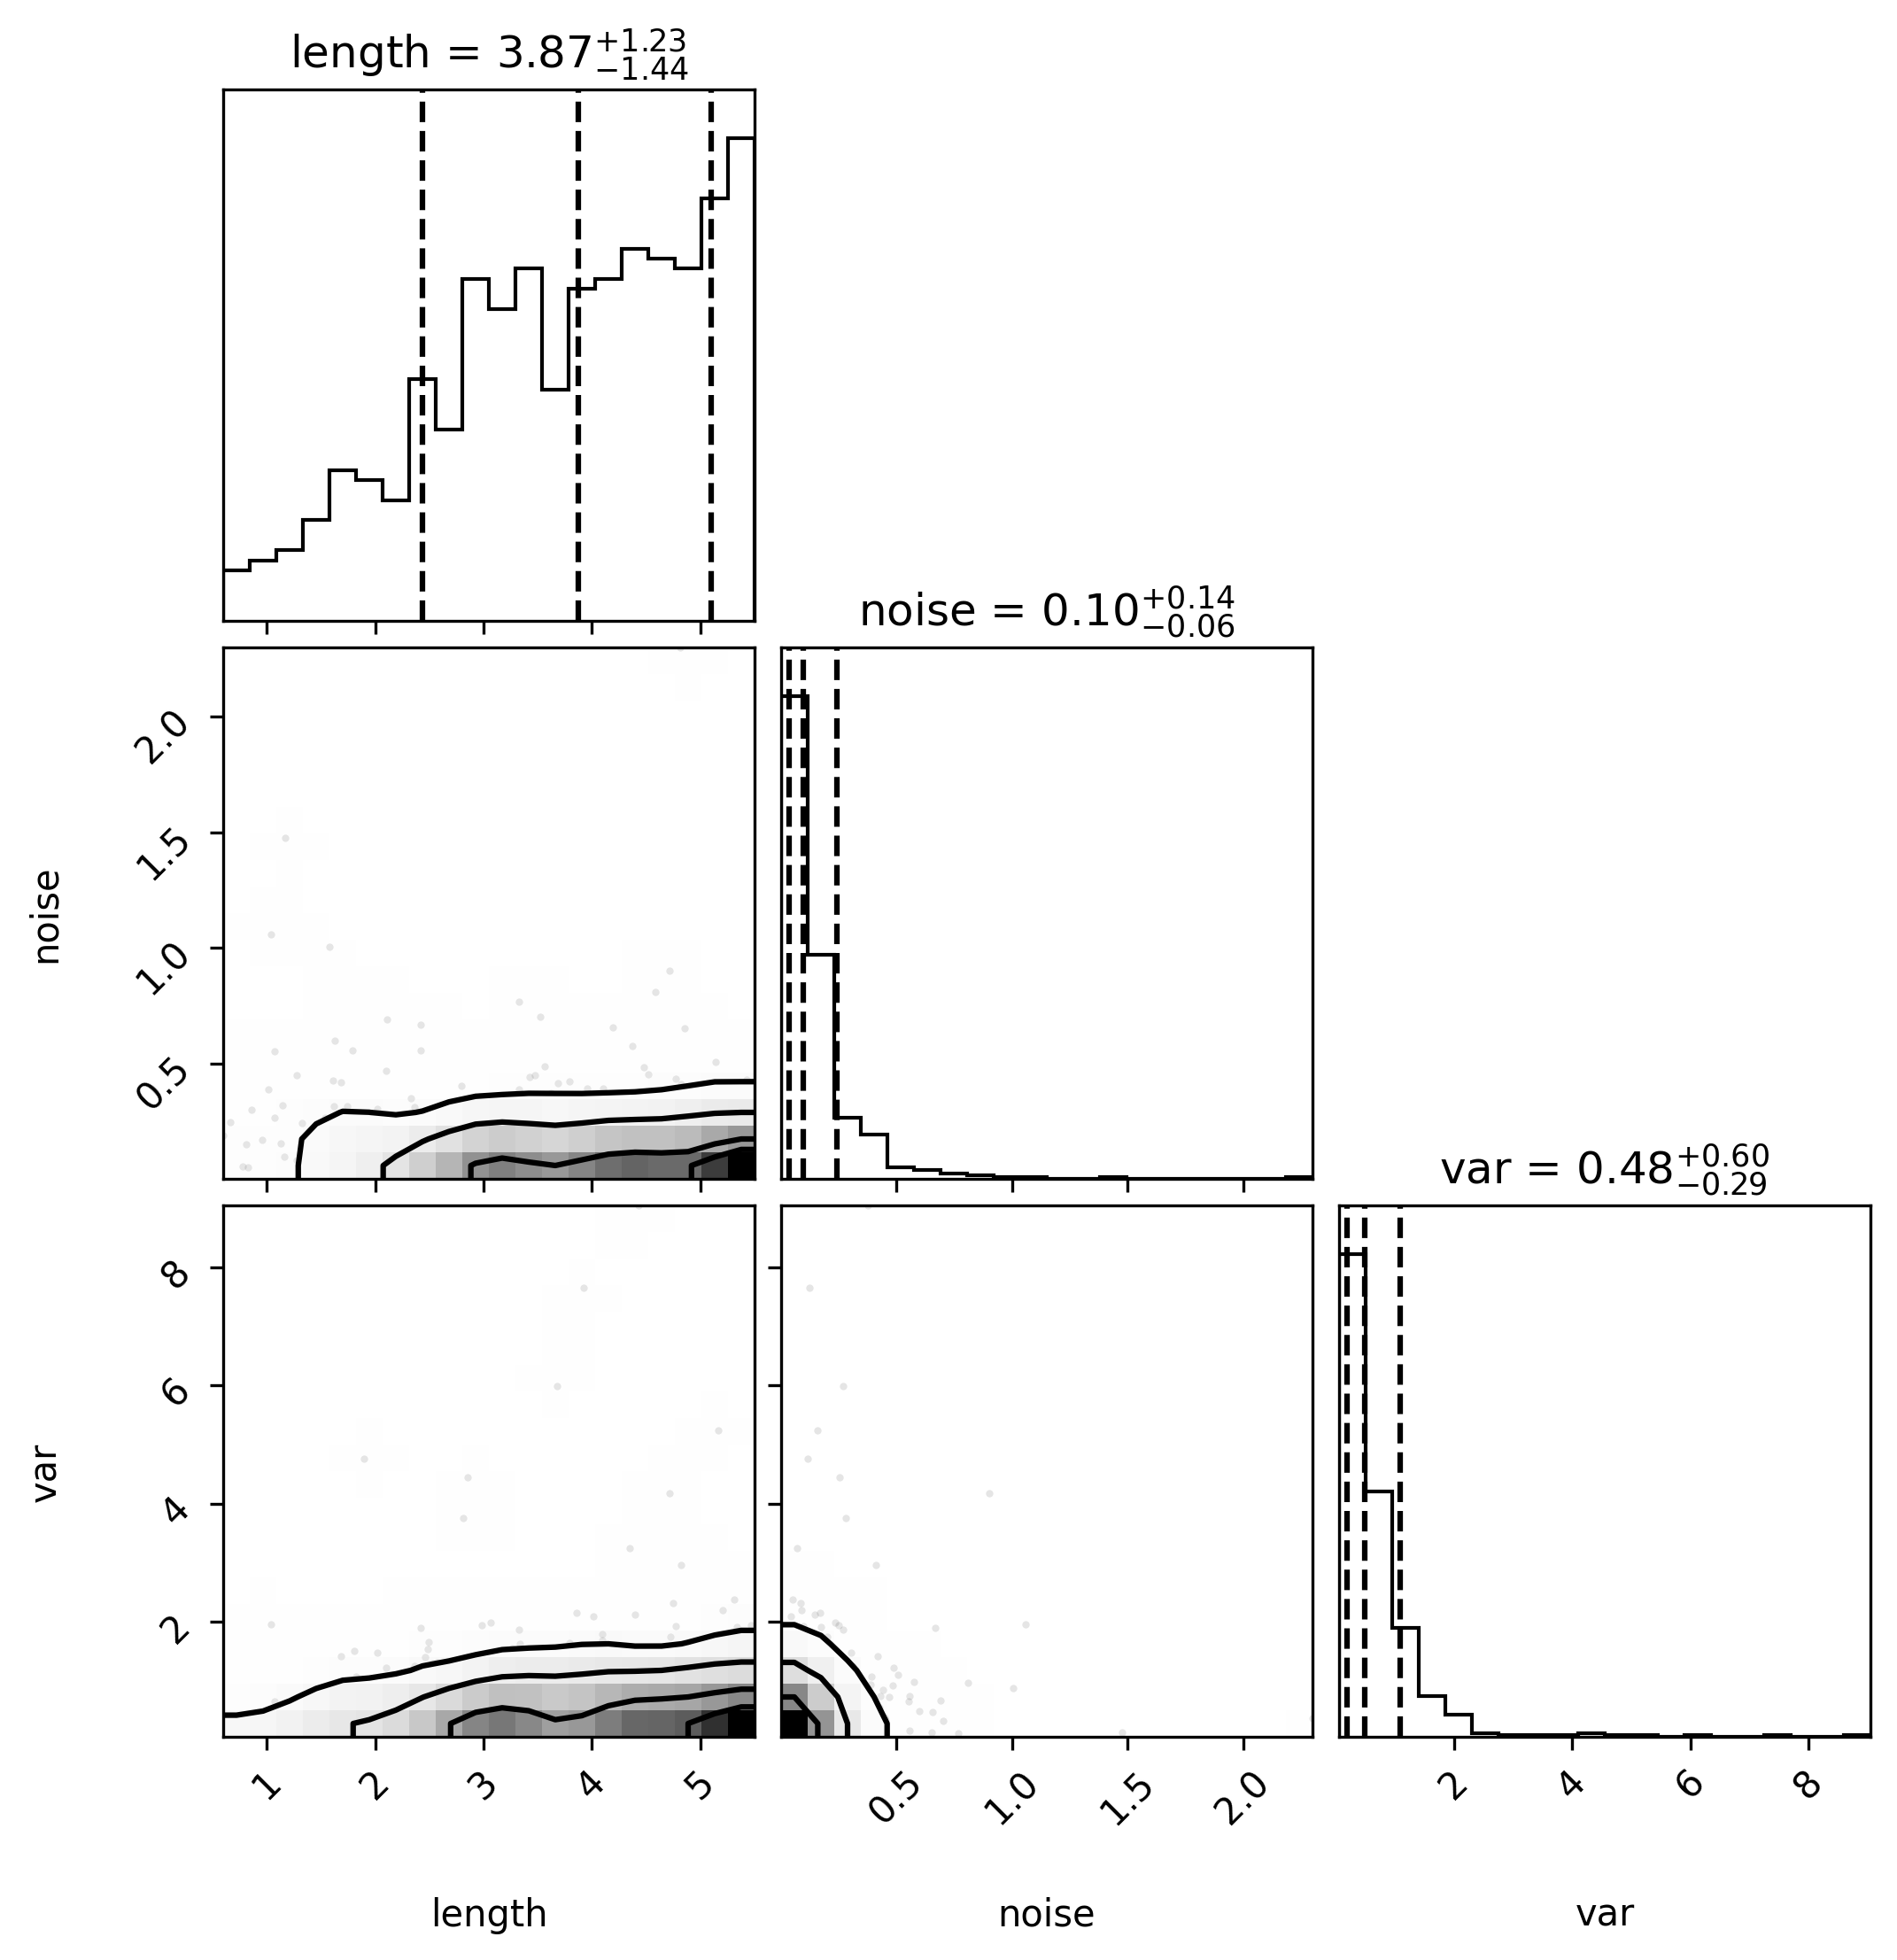 length = 3.87+1.23−1.44
noise = 0.10+0.14−0.06
2.0
1.5
1.0
0.5
noise
var = 0.48+0.60−0.29
8
6
4
2
var
1 2 3 4 5 0.5 1.0 1.5 2.0 2 4 6 8
length noise var